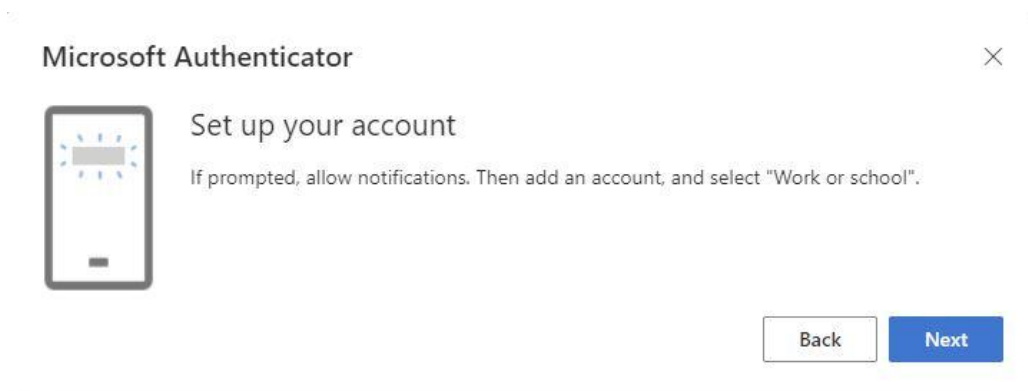 Microsoft Authenticator
Set up your account
If prompted, allow notifications. Then add an account, and select "Work or school".
Back
Next